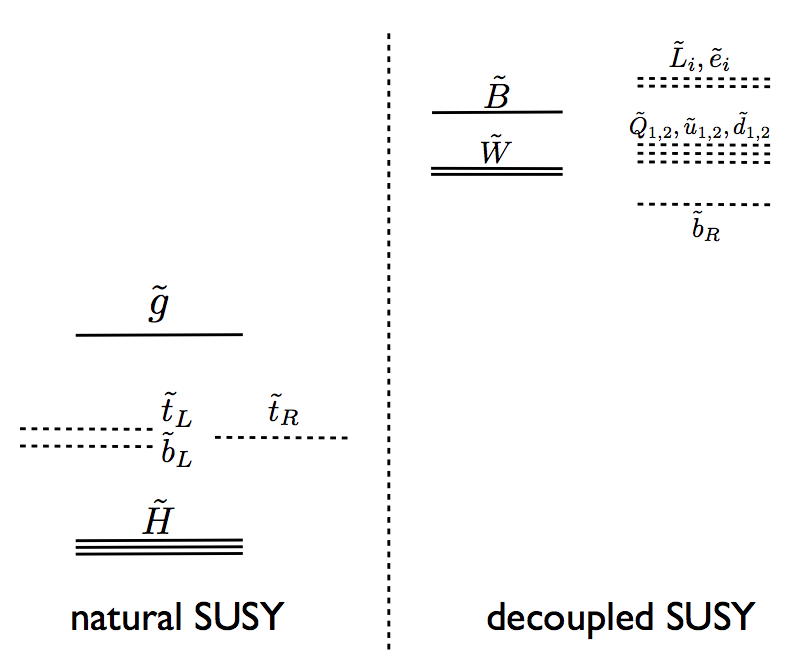 L̃ᵢ, ẽᵢ
B̃
Q̃₁,₂, ũ₁,₂, d̃₁,₂
W̃
b̃_R
g̃
t̃_L
t̃_R
b̃_L
H̃
natural SUSY
decoupled SUSY